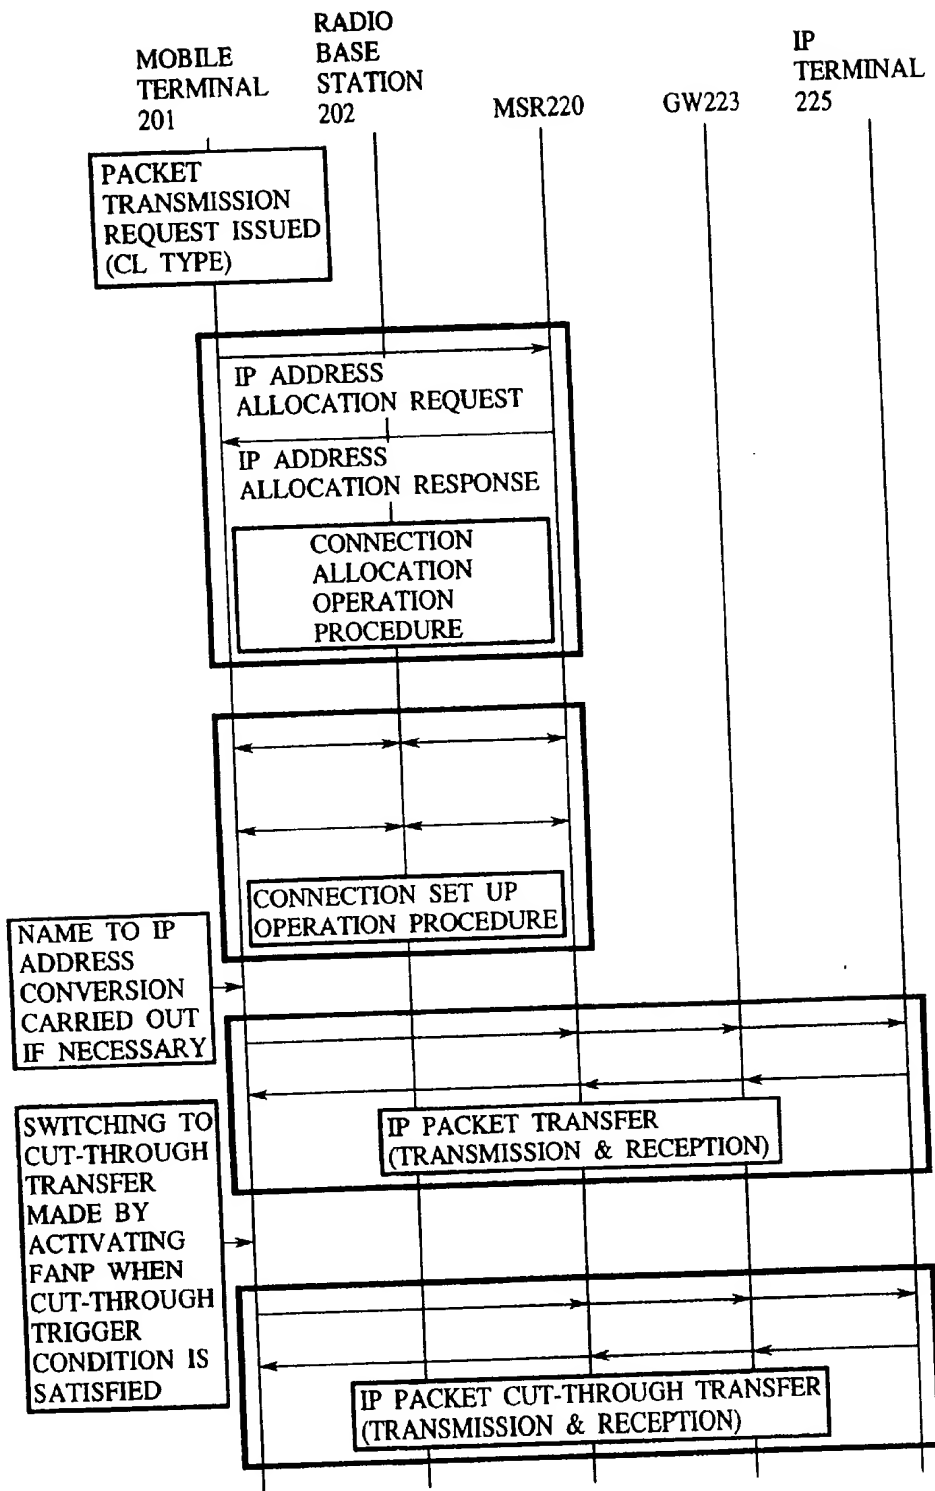 MOBILE
TERMINAL
201
RADIO
BASE
STATION
202
MSR220
GW223
IP
TERMINAL
225
PACKET
TRANSMISSION
REQUEST ISSUED
(CL TYPE)
IP ADDRESS
ALLOCATION REQUEST
IP ADDRESS
ALLOCATION RESPONSE
CONNECTION
ALLOCATION
OPERATION
PROCEDURE
CONNECTION SET UP
OPERATION PROCEDURE
NAME TO IP
ADDRESS
CONVERSION
CARRIED OUT
IF NECESSARY
IP PACKET TRANSFER
(TRANSMISSION & RECEPTION)
SWITCHING TO
CUT-THROUGH
TRANSFER
MADE BY
ACTIVATING
FANP WHEN
CUT-THROUGH
TRIGGER
CONDITION IS
SATISFIED
IP PACKET CUT-THROUGH TRANSFER
(TRANSMISSION & RECEPTION)